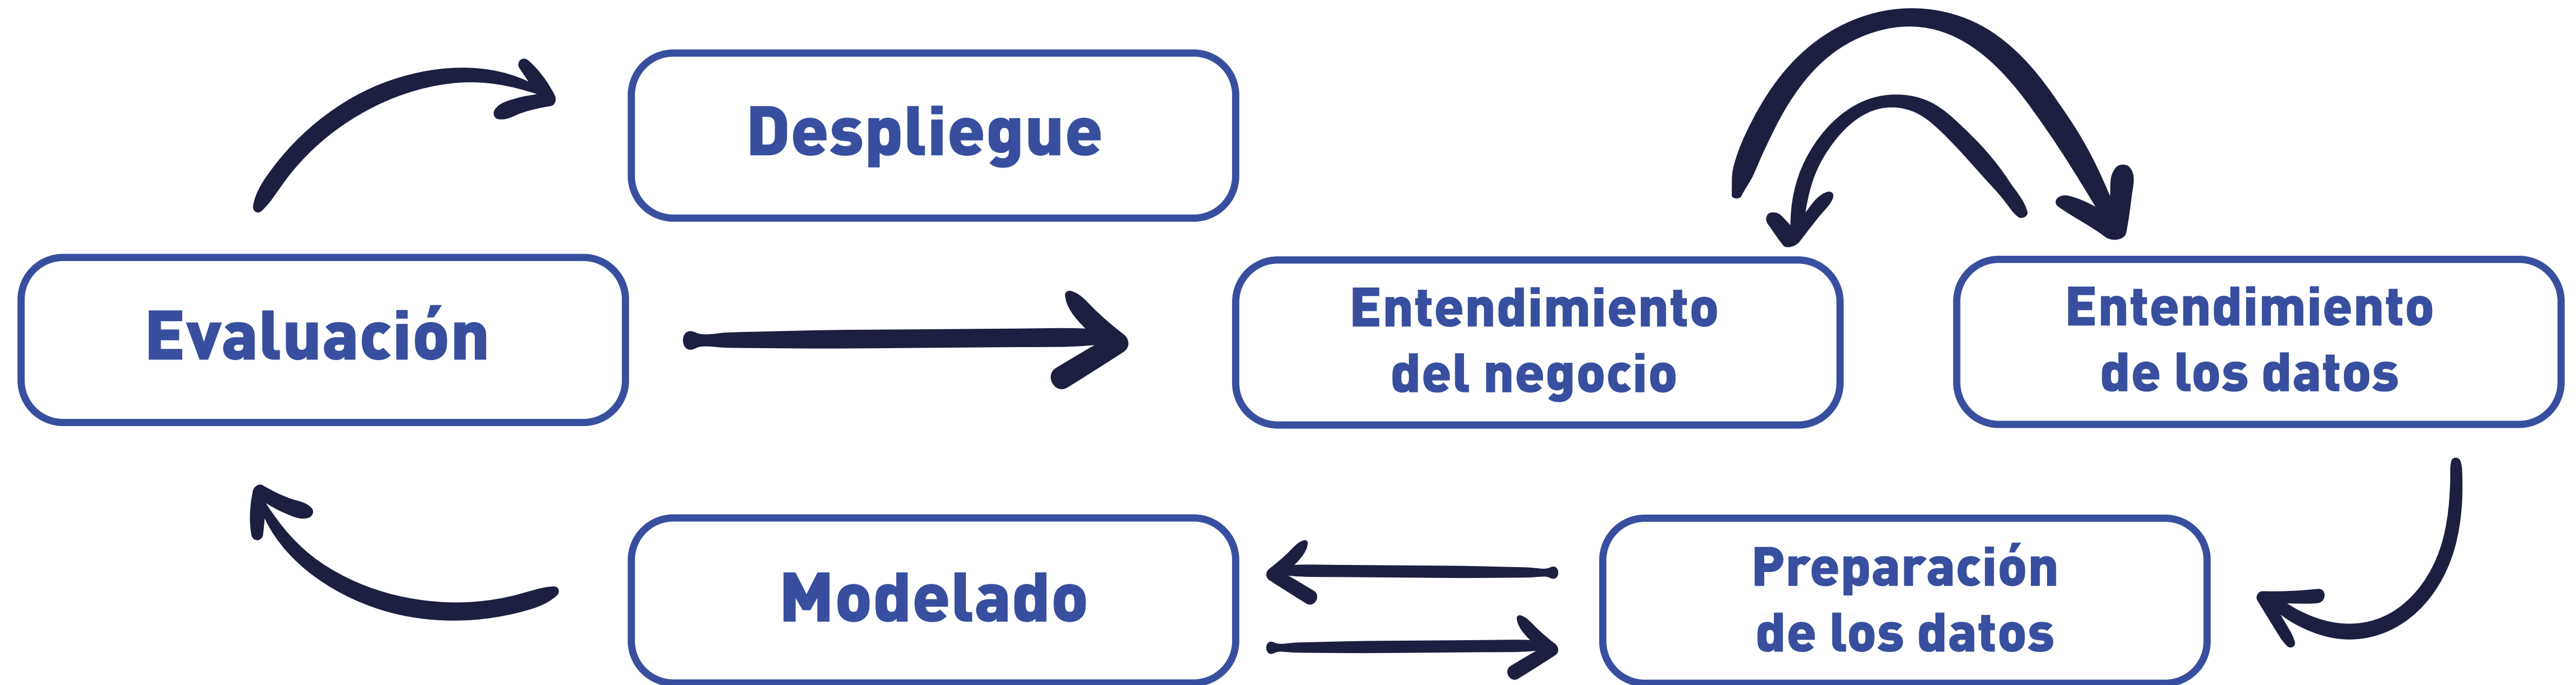 Despliegue
Evaluación
Entendimiento
del negocio
Entendimiento
de los datos
Modelado
Preparación
de los datos